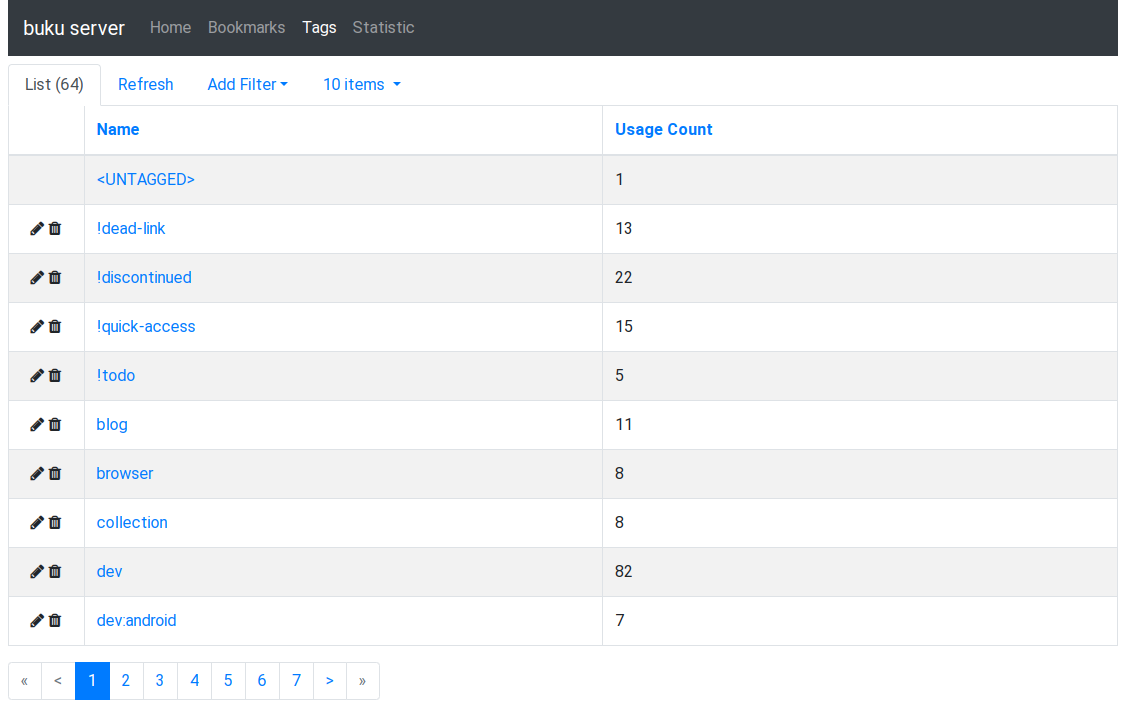 buku server Home Bookmarks Tags Statistic
List (64) Refresh Add Filter 10 items
Name Usage Count
<UNTAGGED> 1
!dead-link 13
!discontinued 22
!quick-access 15
!todo 5
blog 11
browser 8
collection 8
dev 82
dev:android 7
« < 1 2 3 4 5 6 7 > »